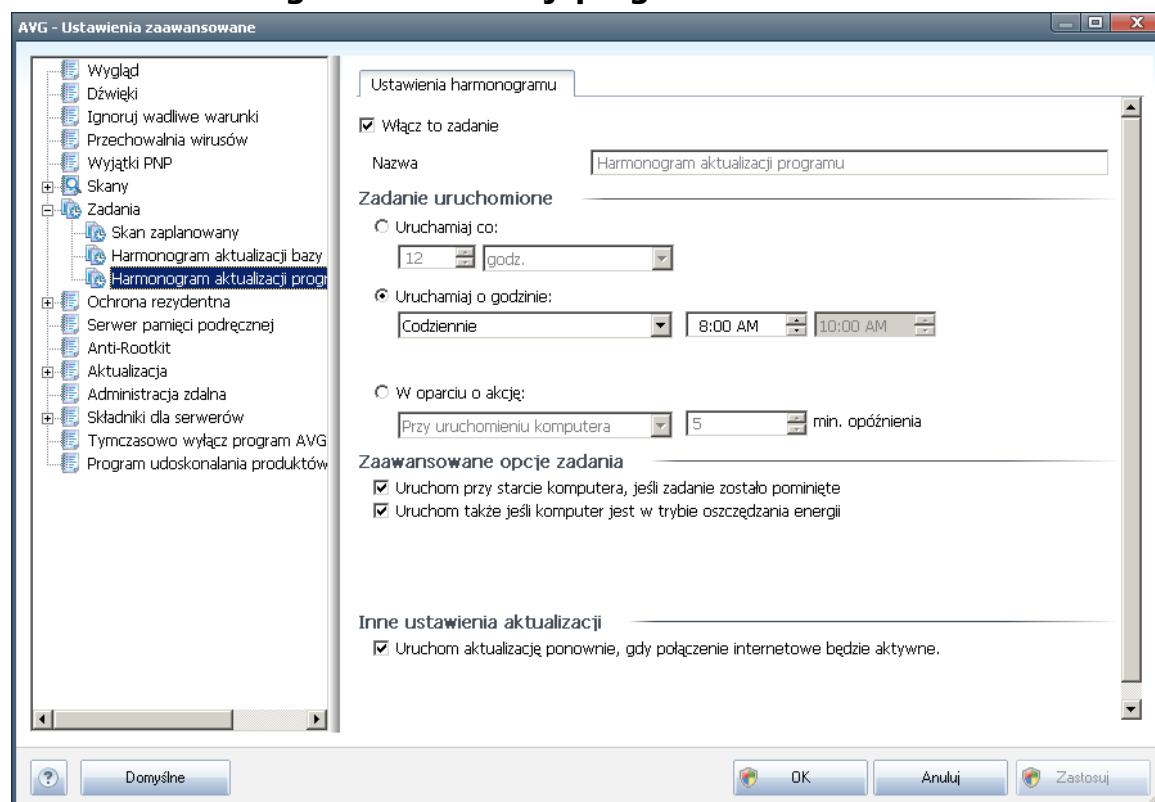 AVG - Ustawienia zaawansowane
Wygląd
Dźwięki
Ignoruj wadliwe warunki
Przechowalnia wirusów
Wyjątki PNP
Skany
Zadania
Skan zaplanowany
Harmonogram aktualizacji bazy
Harmonogram aktualizacji progr
Ochrona rezydentna
Serwer pamięci podręcznej
Anti-Rootkit
Aktualizacja
Administracja zdalna
Składniki dla serwerów
Tymczasowo wyłącz program AVG
Program udoskonalania produktów
Ustawienia harmonogramu
Włącz to zadanie
Nazwa Harmonogram aktualizacji programu
Zadanie uruchomione
Uruchamiaj co:
12 godz.
Uruchamiaj o godzinie:
Codziennie 8:00 AM 10:00 AM
W oparciu o akcję:
Przy uruchomieniu komputera 5 min. opóźnienia
Zaawansowane opcje zadania
Uruchom przy starcie komputera, jeśli zadanie zostało pominięte
Uruchom także jeśli komputer jest w trybie oszczędzania energii
Inne ustawienia aktualizacji
Uruchom aktualizację ponownie, gdy połączenie internetowe będzie aktywne.
? Domyślne OK Anuluj Zastosuj